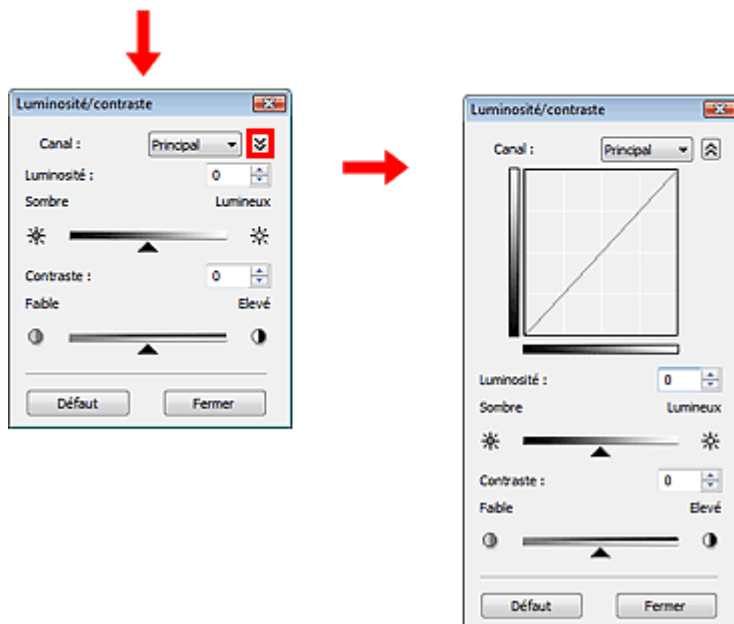 Luminosité/contraste
Canal : Principal
Luminosité : 0
Sombre Lumineux
Contraste : 0
Faible Elevé
Défaut Fermer
Luminosité/contraste
Canal : Principal
Luminosité : 0
Sombre Lumineux
Contraste : 0
Faible Elevé
Défaut Fermer